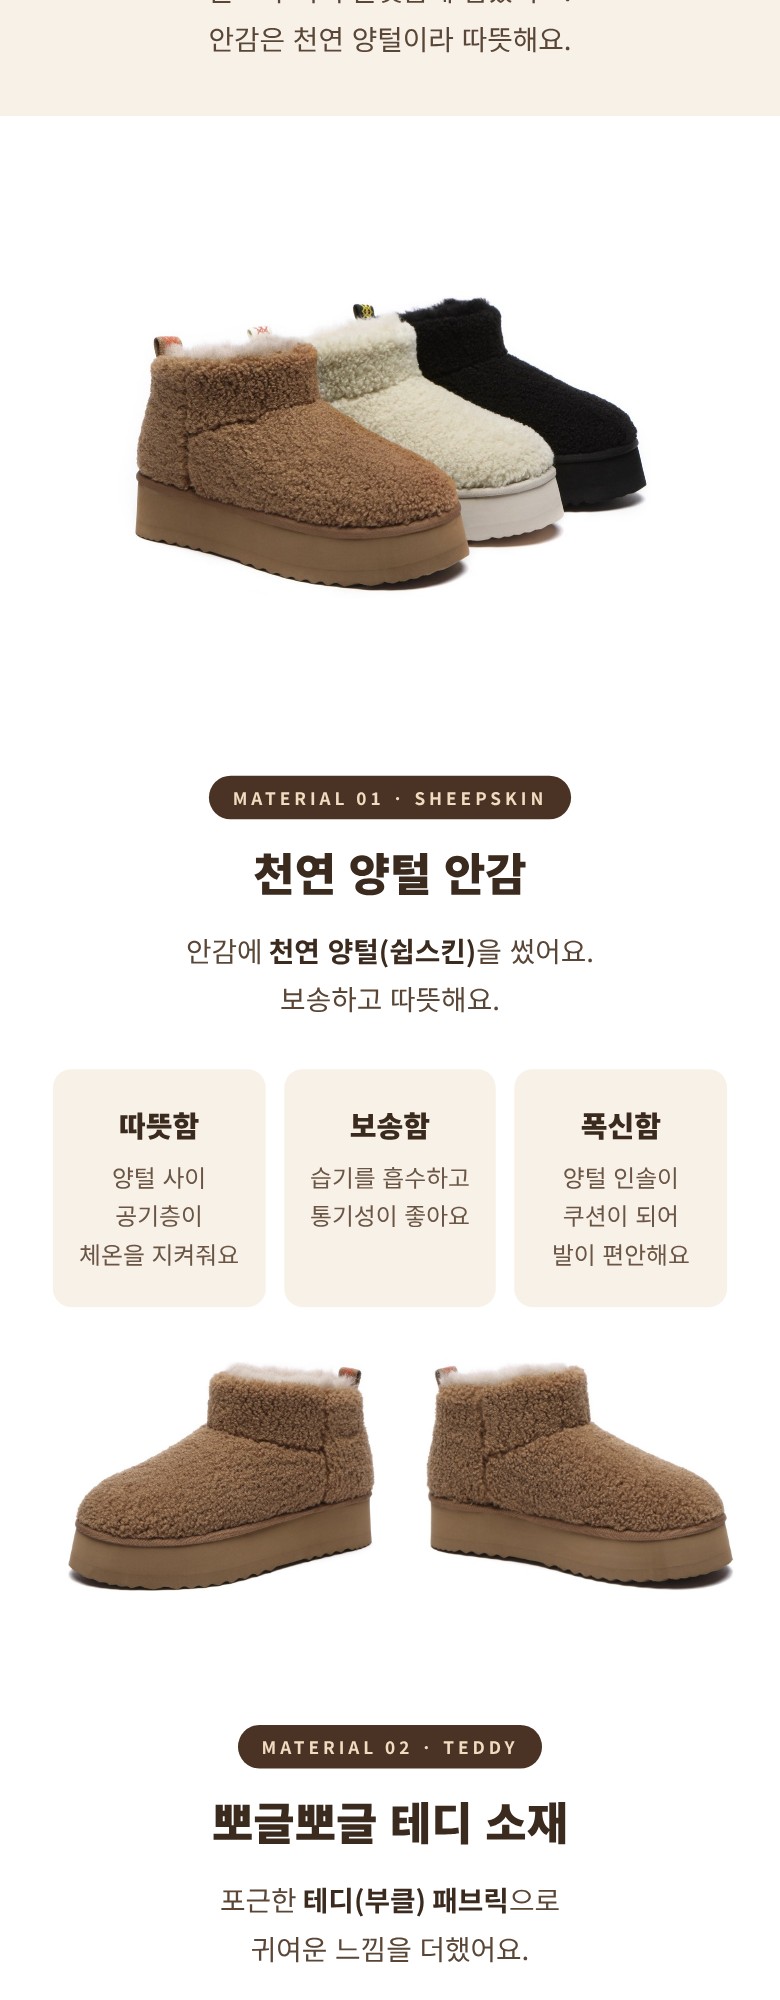 안감은 천연 양털이라 따뜻해요.
MATERIAL 01 · SHEEPSKIN
천연 양털 안감
안감에 천연 양털(쉽스킨)을 썼어요.
보송하고 따뜻해요.
따뜻함
양털 사이
공기층이
체온을 지켜줘요
보송함
습기를 흡수하고
통기성이 좋아요
폭신함
양털 인솔이
쿠션이 되어
발이 편안해요
MATERIAL 02 · TEDDY
뽀글뽀글 테디 소재
포근한 테디(부클) 패브릭으로
귀여운 느낌을 더했어요.